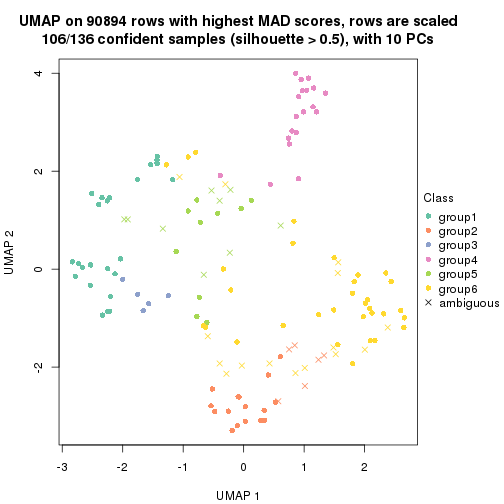 UMAP on 90894 rows with highest MAD scores, rows are scaled
106/136 confident samples (silhouette > 0.5), with 10 PCs
4
2
0
-2
UMAP 2
-3
-2
-1
0
1
2
UMAP 1
Class
group1
group2
group3
group4
group5
group6
ambiguous